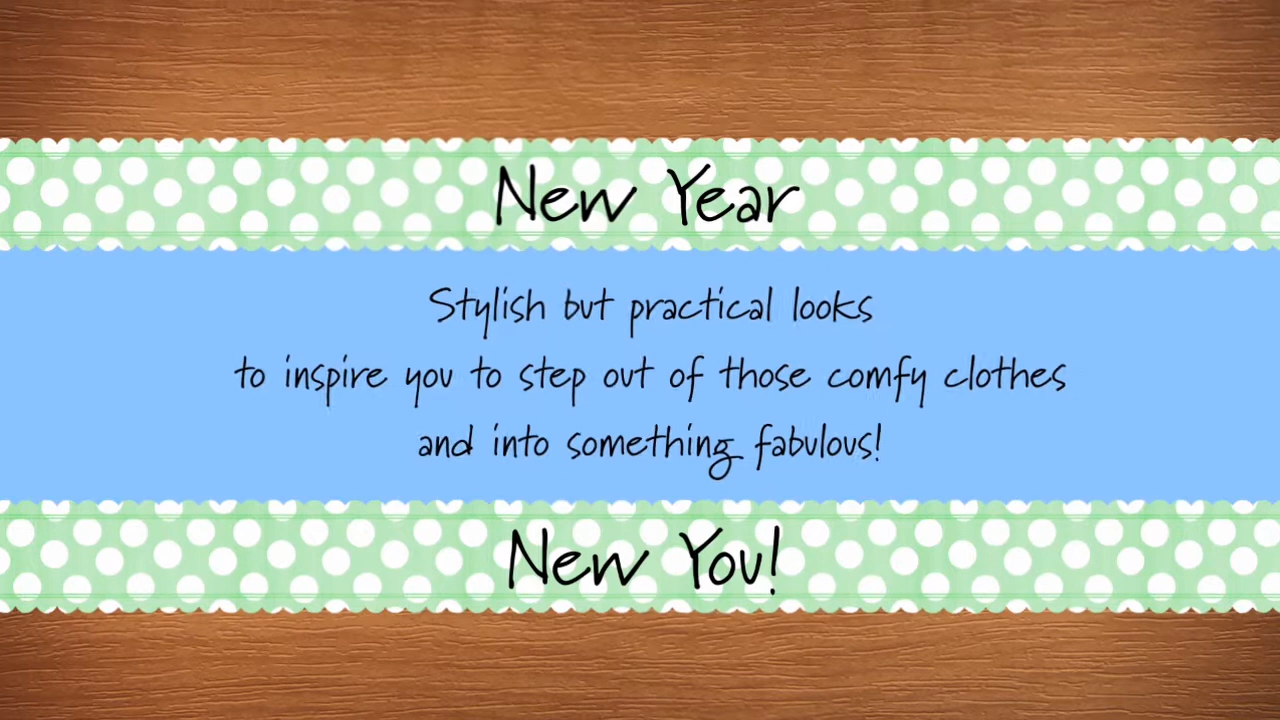 New Year
Stylish but practical looks
to inspire you to step out of those comfy clothes
and into something fabulous!
New You!